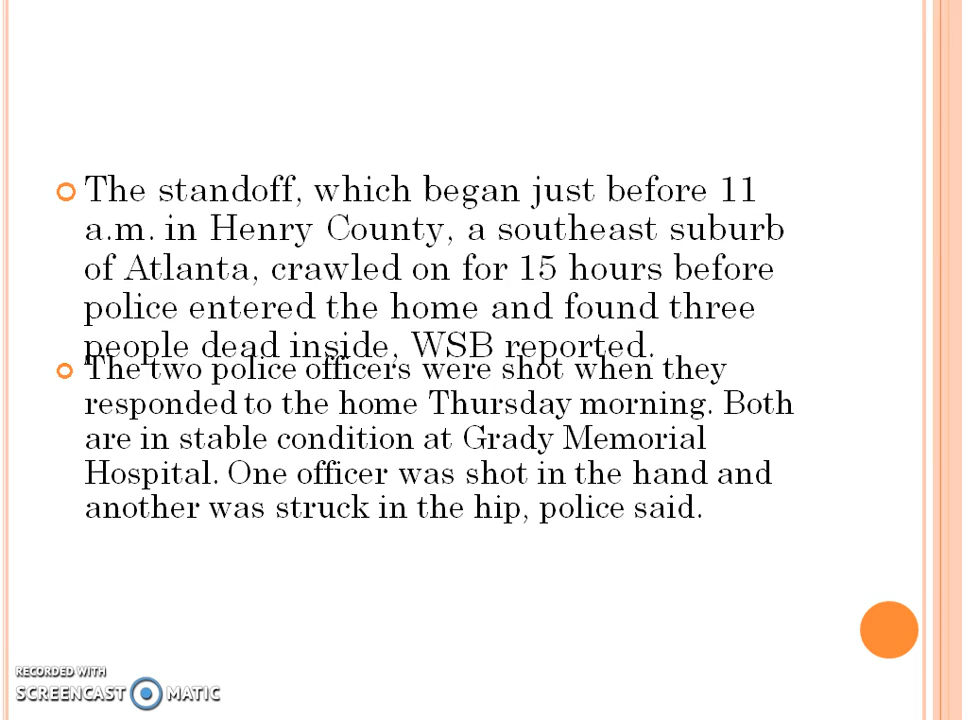 The standoff, which began just before 11
a.m. in Henry County, a southeast suburb
of Atlanta, crawled on for 15 hours before
police entered the home and found three
people dead inside, WSB reported.
The two police officers were shot when they
responded to the home Thursday morning. Both
are in stable condition at Grady Memorial
Hospital. One officer was shot in the hand and
another was struck in the hip, police said.
RECORDED WITH
SCREENCAST MATIC